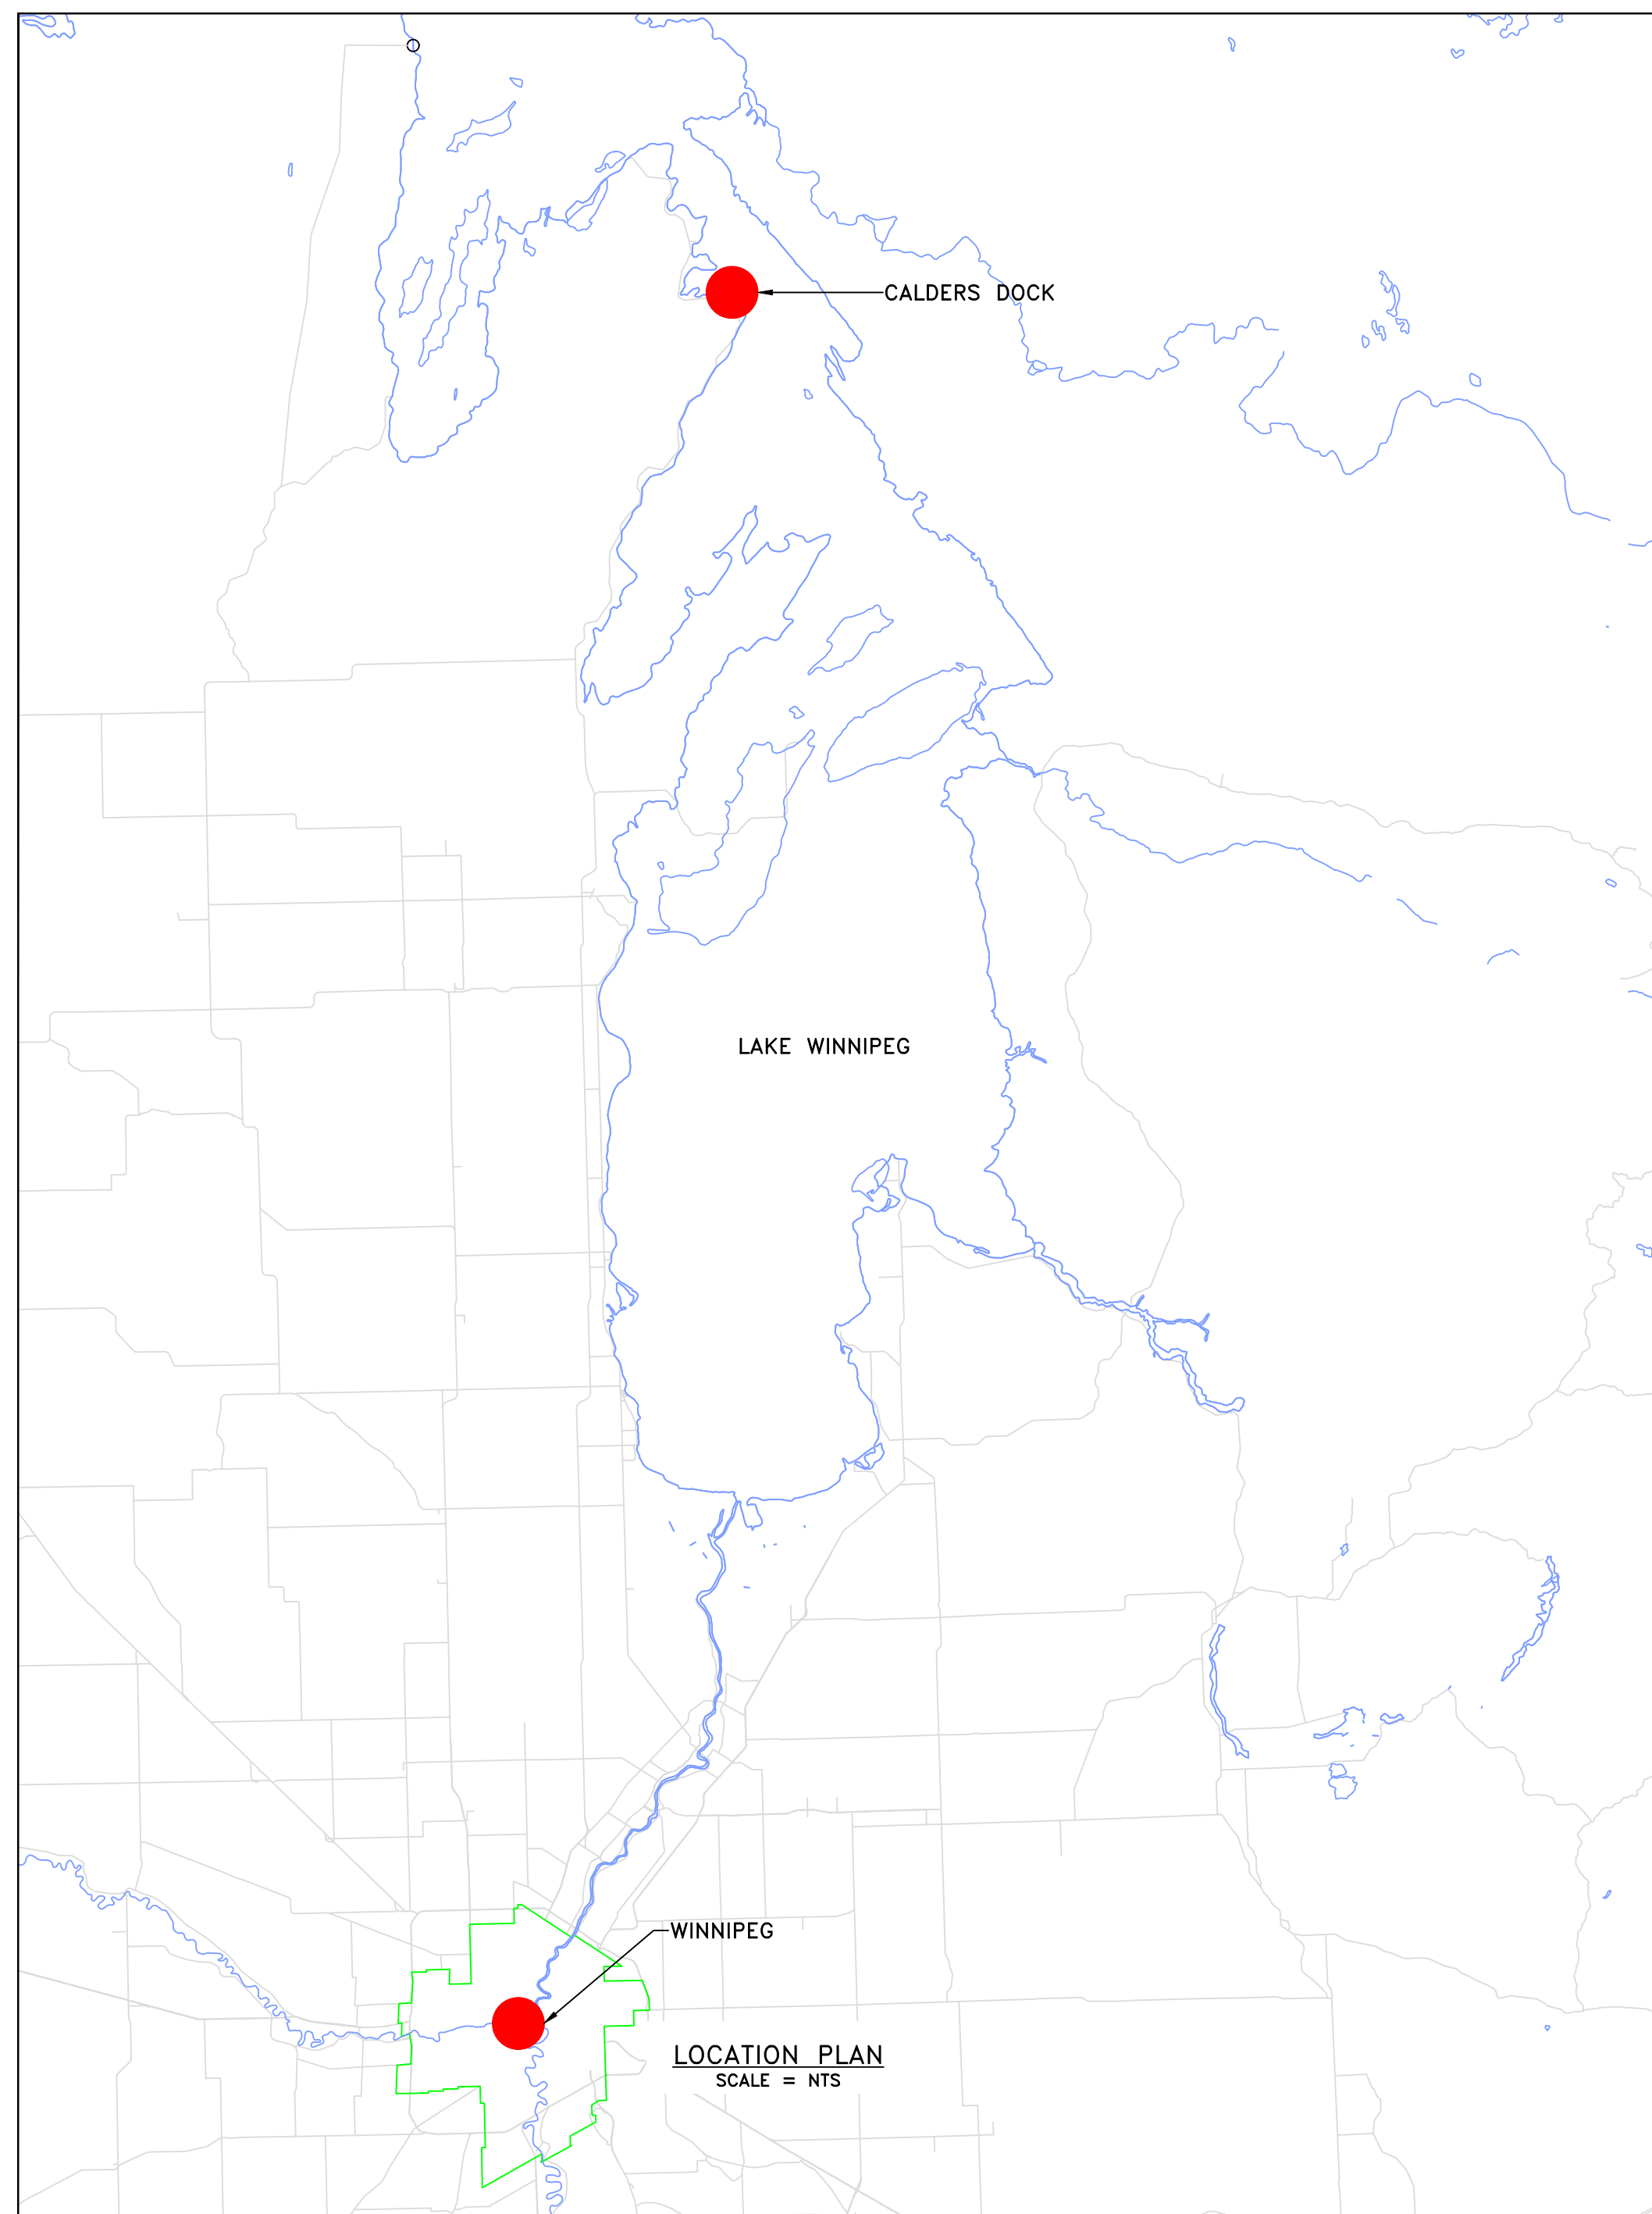 CALDERS DOCK
LAKE WINNIPEG
WINNIPEG
LOCATION PLAN
SCALE = NTS